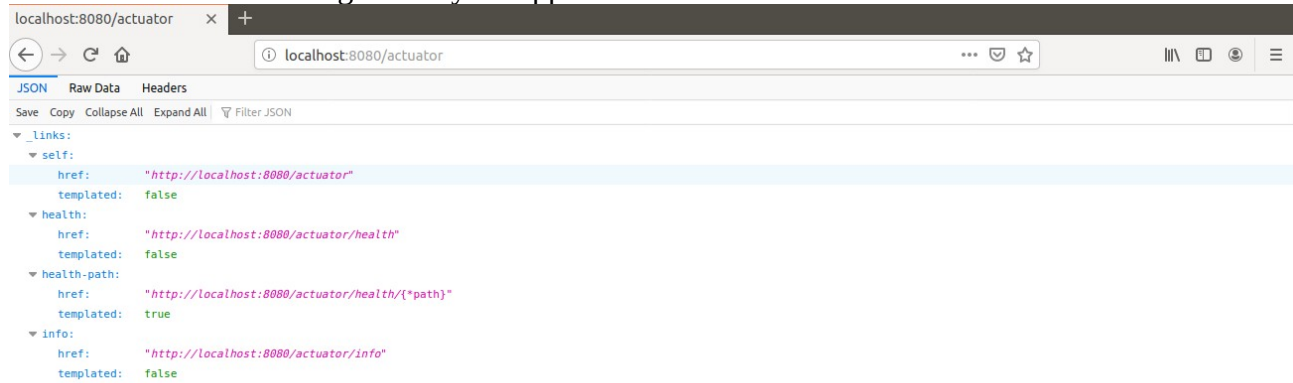 localhost:8080/actuator × +
localhost:8080/actuator
JSON Raw Data Headers
Save Copy Collapse All Expand All Filter JSON
_links:
self:
href: "http://localhost:8080/actuator"
templated: false
health:
href: "http://localhost:8080/actuator/health"
templated: false
health-path:
href: "http://localhost:8080/actuator/health/{*path}"
templated: true
info:
href: "http://localhost:8080/actuator/info"
templated: false